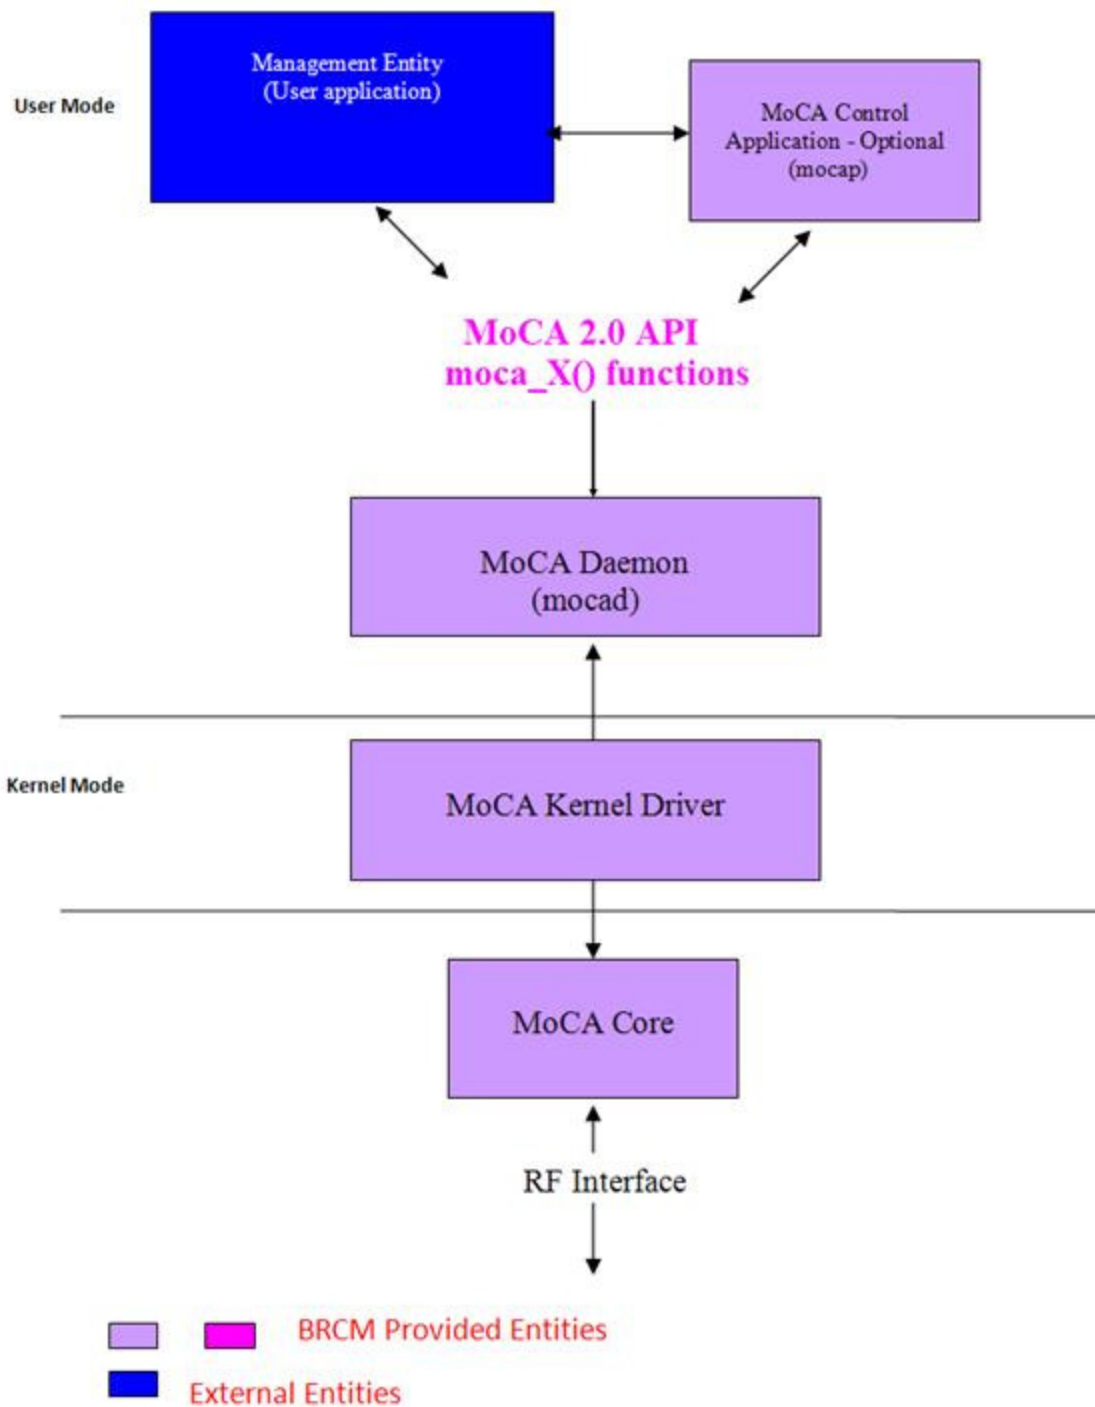 Management Entity
(User application)
User Mode
MoCA Control
Application - Optional
(mocap)
MoCA 2.0 API
moca_X() functions
MoCA Daemon
(mocad)
Kernel Mode
MoCA Kernel Driver
MoCA Core
RF Interface
BRCM Provided Entities
External Entities